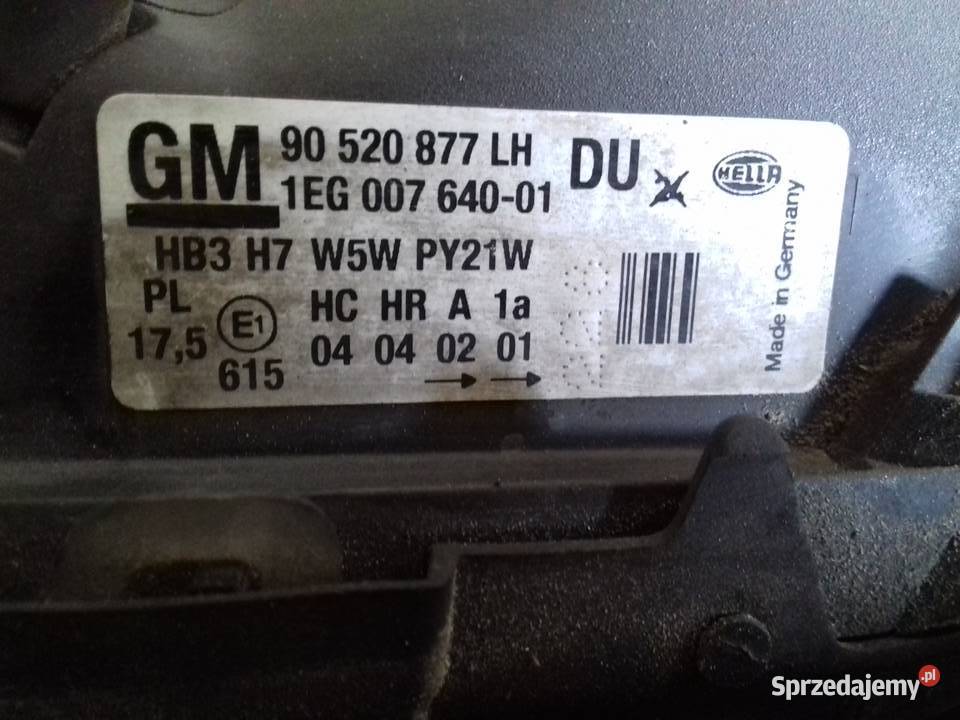 GM 90 520 877 LH DU
1EG 007 640-01
HELLA
HB3 H7 W5W PY21W
PL HC HR A 1a
17,5 E1 04 04 02 01
615
Made in Germany
Sprzedajemy.pl